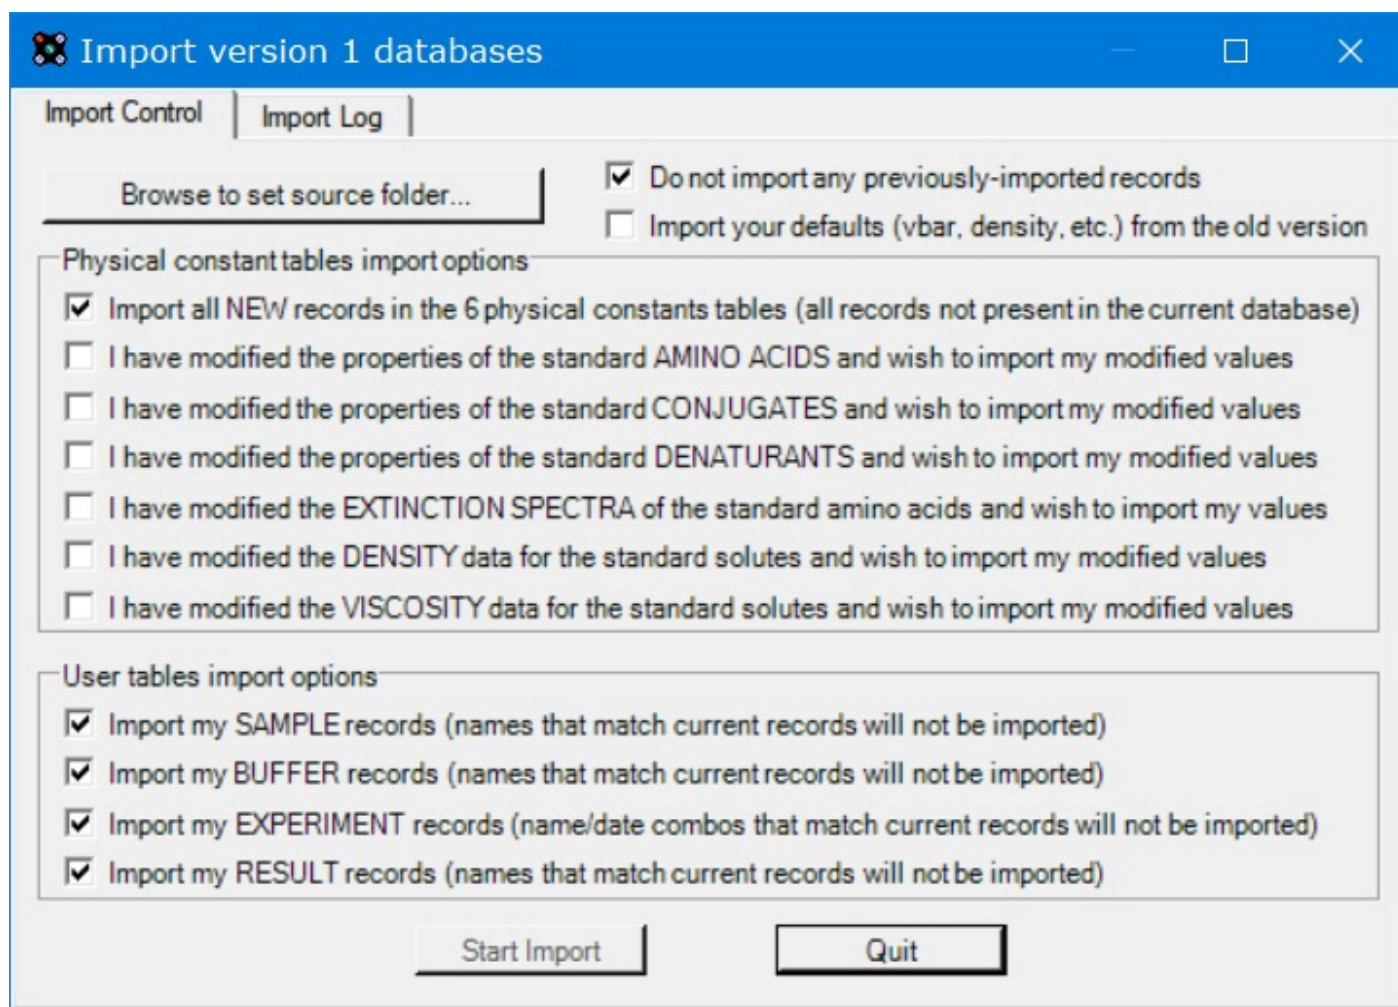 Import version 1 databases
Import Control
Import Log
Browse to set source folder...
Do not import any previously-imported records
Import your defaults (vbar, density, etc.) from the old version
Physical constant tables import options
Import all NEW records in the 6 physical constants tables (all records not present in the current database)
I have modified the properties of the standard AMINO ACIDS and wish to import my modified values
I have modified the properties of the standard CONJUGATES and wish to import my modified values
I have modified the properties of the standard DENATURANTS and wish to import my modified values
I have modified the EXTINCTION SPECTRA of the standard amino acids and wish to import my values
I have modified the DENSITY data for the standard solutes and wish to import my modified values
I have modified the VISCOSITY data for the standard solutes and wish to import my modified values
User tables import options
Import my SAMPLE records (names that match current records will not be imported)
Import my BUFFER records (names that match current records will not be imported)
Import my EXPERIMENT records (name/date combos that match current records will not be imported)
Import my RESULT records (names that match current records will not be imported)
Start Import
Quit